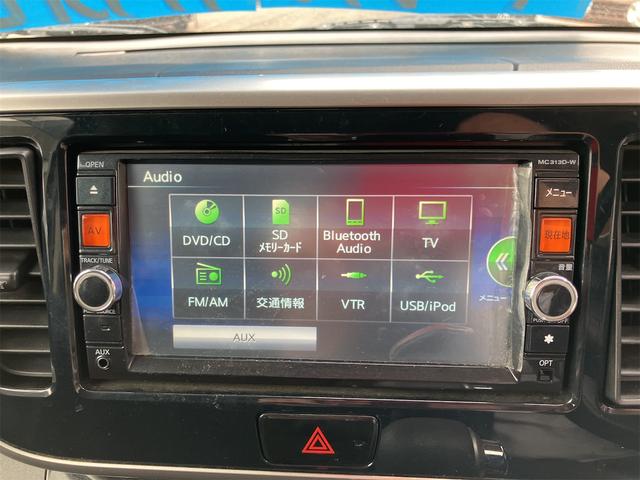 OPEN
MC313D-W
Audio
メニュー
AV
現在地
DVD/CD
SD
メモリーカード
Bluetooth
Audio
TV
TRACK/TUNE
音量
FM/AM
交通情報
VTR
USB/iPod
メニュー
AUX
AUX
OPT